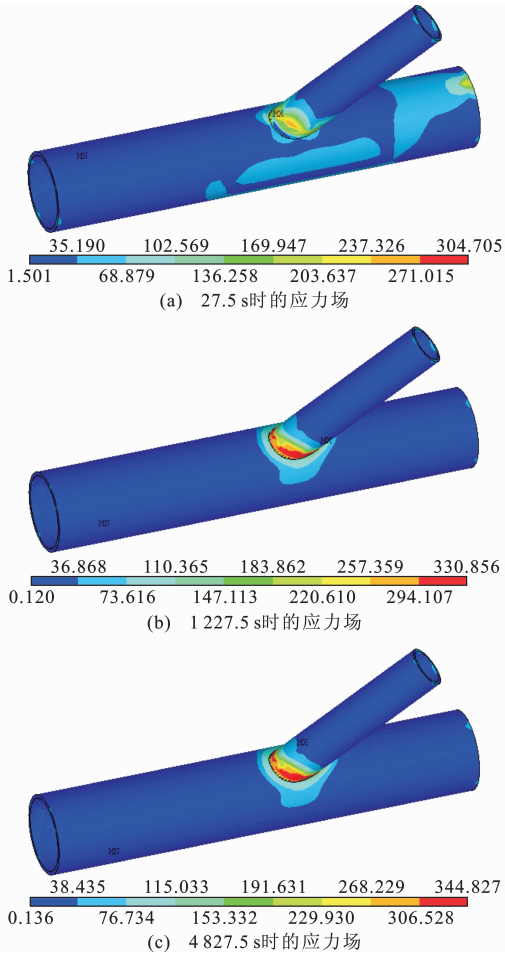 MX
MN
35.190 102.569 169.947 237.326 304.705
1.501 68.879 136.258 203.637 271.015
(a) 27.5 s时的应力场
MX
MN
36.868 110.365 183.862 257.359 330.856
0.120 73.616 147.113 220.610 294.107
(b) 1 227.5 s时的应力场
MX
MN
38.435 115.033 191.631 268.229 344.827
0.136 76.734 153.332 229.930 306.528
(c) 4 827.5 s时的应力场